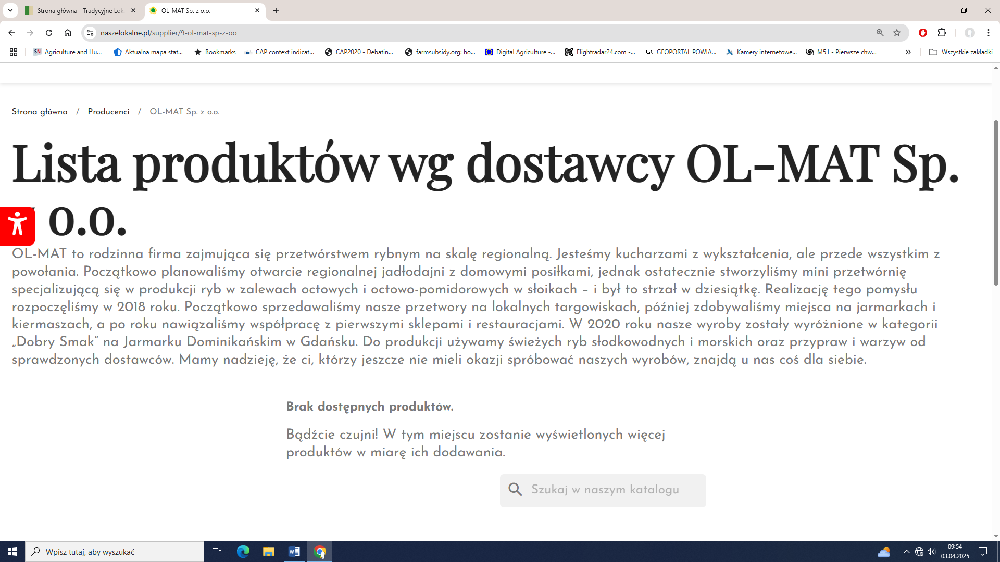 Strona główna - Tradycyjne Lok
OL-MAT Sp. z o.o.
naszelokalne.pl/supplier/9-ol-mat-sp-z-oo
Agriculture and Hu...
Aktualna mapa stat...
Bookmarks
CAP context indicat...
CAP2020 - Debatin...
farmsubsidy.org: ho...
Digital Agriculture -...
Flightradar24.com -...
GEOPORTAL POWIA...
Kamery internetowe...
M51 - Pierwsze chw...
»
Wszystkie zakładki
Strona główna / Producenci / OL-MAT Sp. z o.o.
Lista produktów wg dostawcy OL-MAT Sp.
o.o.
OL-MAT to rodzinna firma zajmująca się przetwórstwem rybnym na skalę regionalną. Jesteśmy kucharzami z wykształcenia, ale przede wszystkim z
powołania. Początkowo planowaliśmy otwarcie regionalnej jadłodajni z domowymi posiłkami, jednak ostatecznie stworzyliśmy mini przetwórnię
specjalizującą się w produkcji ryb w zalewach octowych i octowo-pomidorowych w słoikach – i był to strzał w dziesiątkę. Realizację tego pomysłu
rozpoczęliśmy w 2018 roku. Początkowo sprzedawaliśmy nasze przetwory na lokalnych targowiskach, później zdobywaliśmy miejsca na jarmarkach i
kiermaszach, a po roku nawiązaliśmy współpracę z pierwszymi sklepami i restauracjami. W 2020 roku nasze wyroby zostały wyróżnione w kategorii
„Dobry Smak” na Jarmarku Dominikańskim w Gdańsku. Do produkcji używamy świeżych ryb słodkowodnych i morskich oraz przypraw i warzyw od
sprawdzonych dostawców. Mamy nadzieję, że ci, którzy jeszcze nie mieli okazji spróbować naszych wyrobów, znajdą u nas coś dla siebie.
Brak dostępnych produktów.
Bądźcie czujni! W tym miejscu zostanie wyświetlonych więcej
produktów w miarę ich dodawania.
Szukaj w naszym katalogu
Wpisz tutaj, aby wyszukać
09:54
03.04.2025